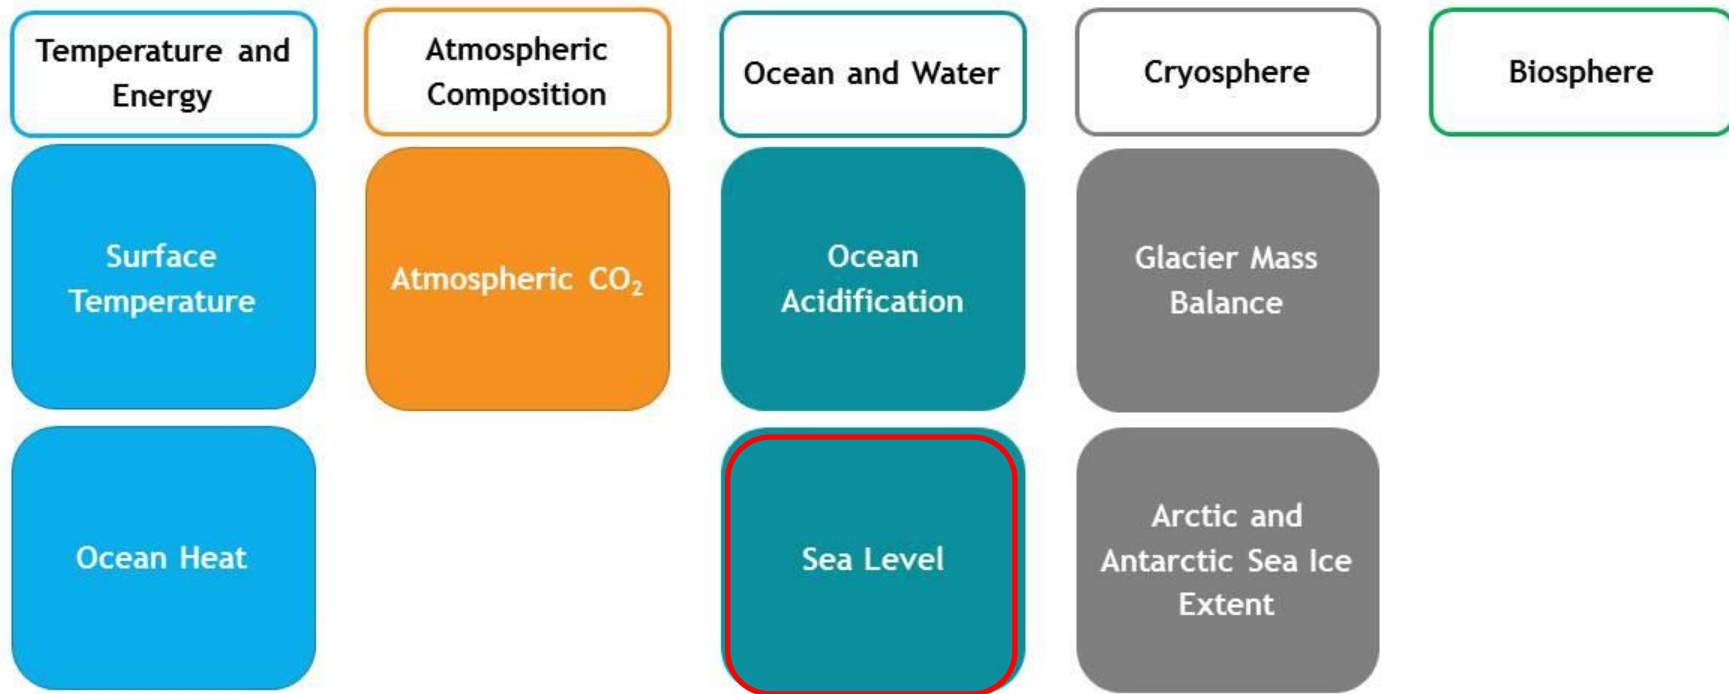 Temperature and
Energy
Atmospheric
Composition
Ocean and Water
Cryosphere
Biosphere
Surface
Temperature
Atmospheric CO₂
Ocean
Acidification
Glacier Mass
Balance
Ocean Heat
Sea Level
Arctic and
Antarctic Sea Ice
Extent